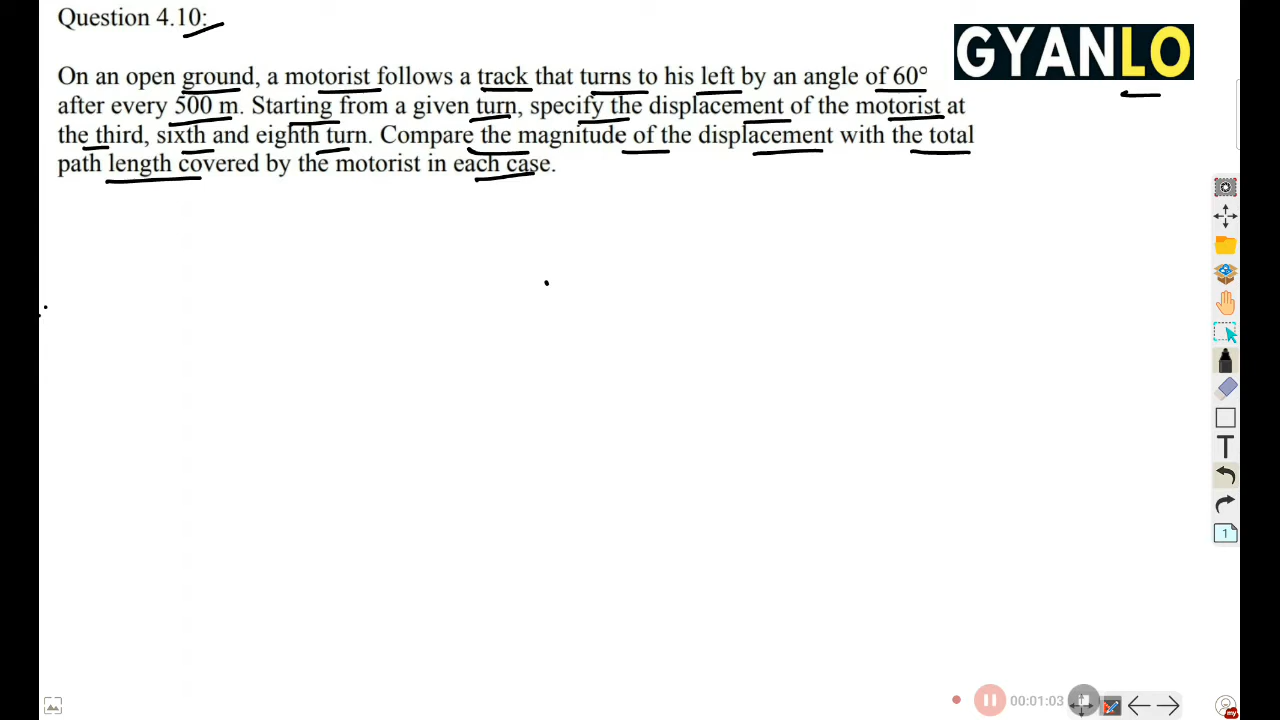 Question 4.10:
GYANLO
On an open ground, a motorist follows a track that turns to his left by an angle of 60°
after every 500 m. Starting from a given turn, specify the displacement of the motorist at
the third, sixth and eighth turn. Compare the magnitude of the displacement with the total
path length covered by the motorist in each case.
T
1
00:01:03